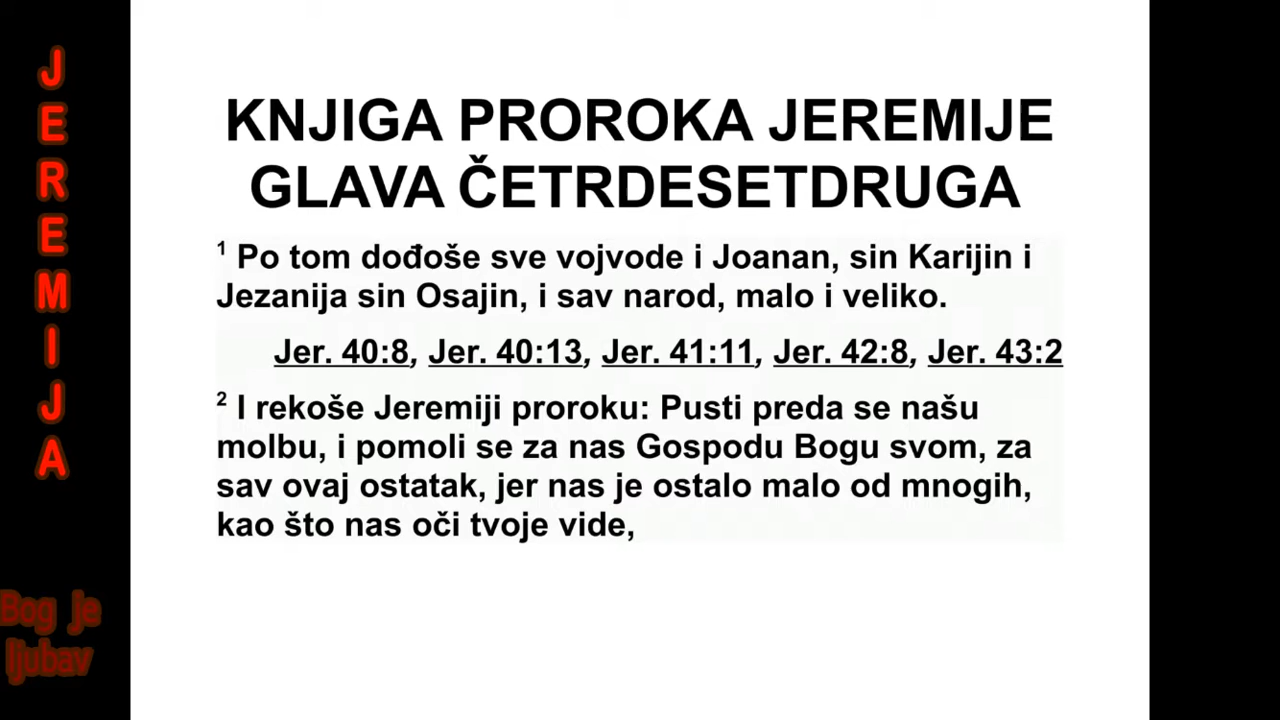 J
E
R
E
M
I
J
A
Bog je
ljubav
KNJIGA PROROKA JEREMIJE
GLAVA ČETRDESETDRUGA
1 Po tom dođoše sve vojvode i Joanan, sin Karijin i
Jezanija sin Osajin, i sav narod, malo i veliko.
Jer. 40:8, Jer. 40:13, Jer. 41:11, Jer. 42:8, Jer. 43:2
2 I rekoše Jeremiji proroku: Pusti preda se našu
molbu, i pomoli se za nas Gospodu Bogu svom, za
sav ovaj ostatak, jer nas je ostalo malo od mnogih,
kao što nas oči tvoje vide,